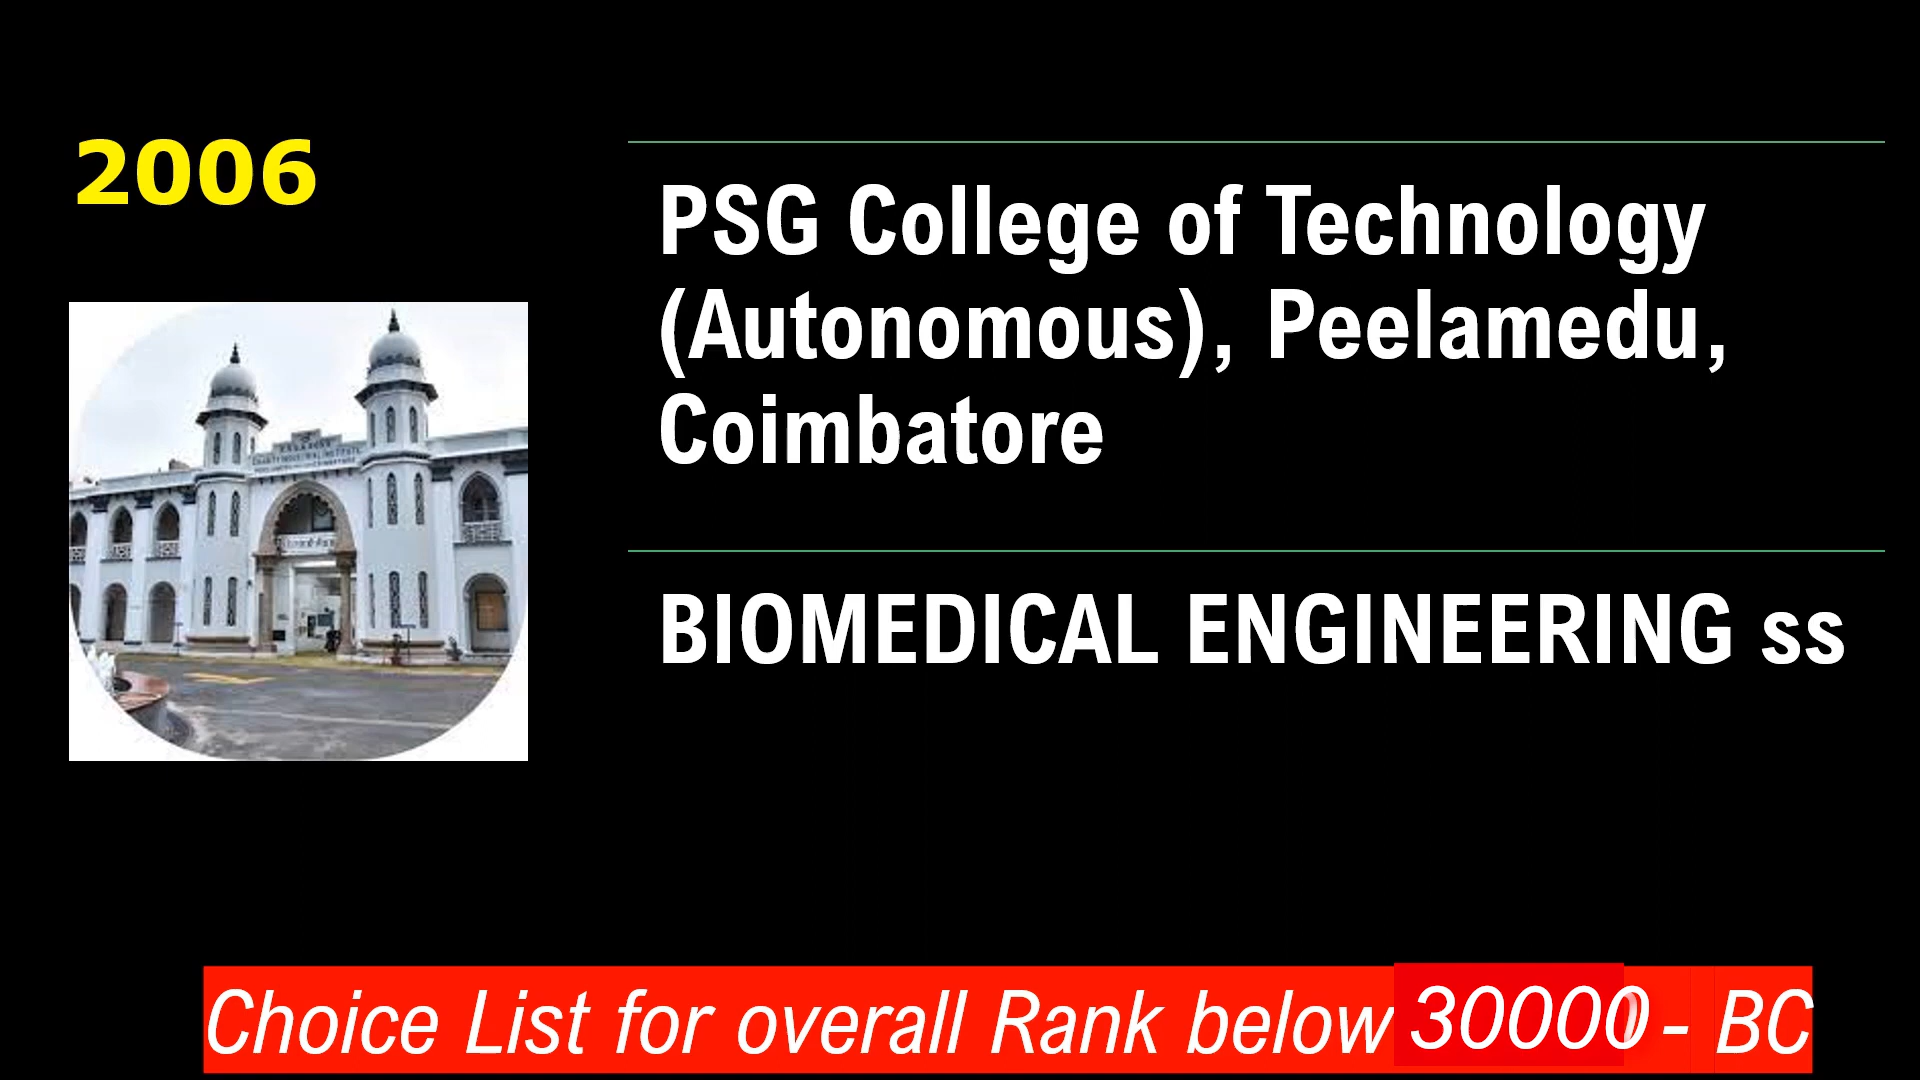 2006
PSG College of Technology
(Autonomous), Peelamedu,
Coimbatore
BIOMEDICAL ENGINEERING ss
Choice List for overall Rank below 30000 - BC